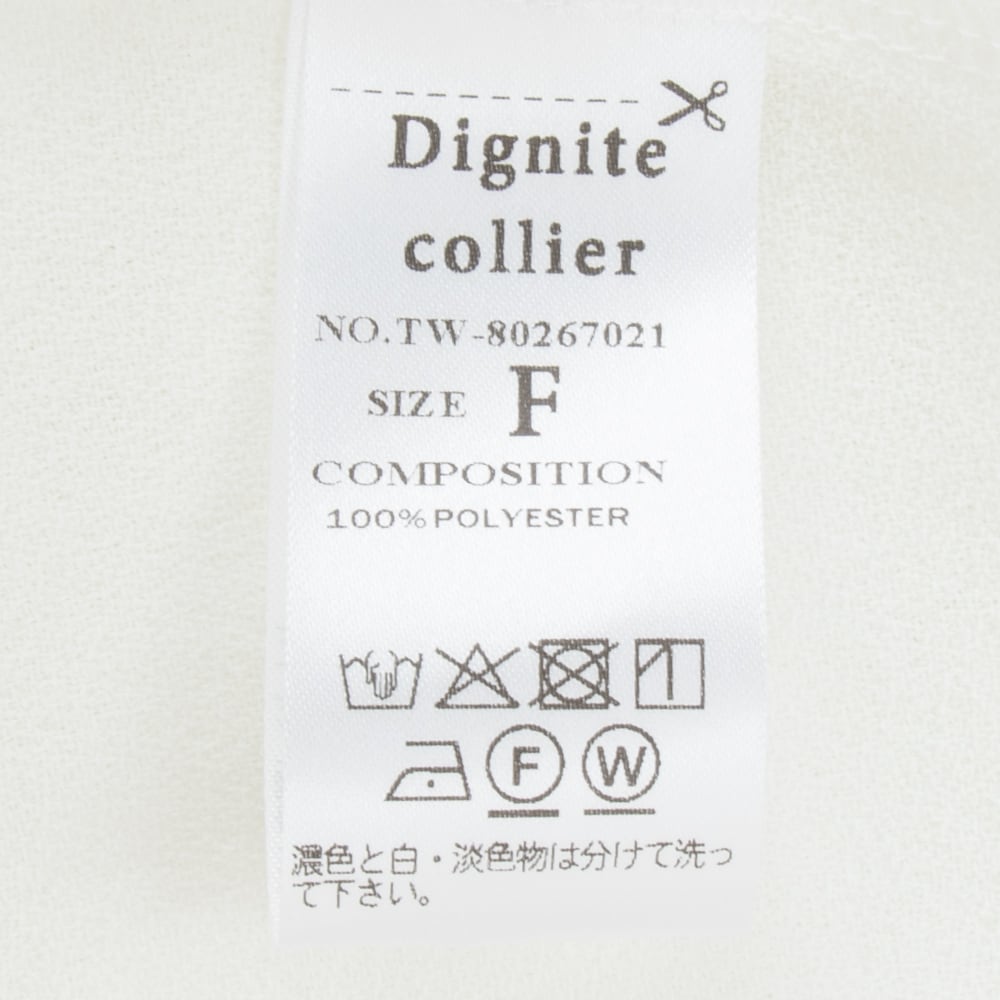 Dignite
collier
NO.TW-80267021
SIZE F
COMPOSITION
100%POLYESTER
F W
濃色と白・淡色物は分けて洗っ
て下さい。